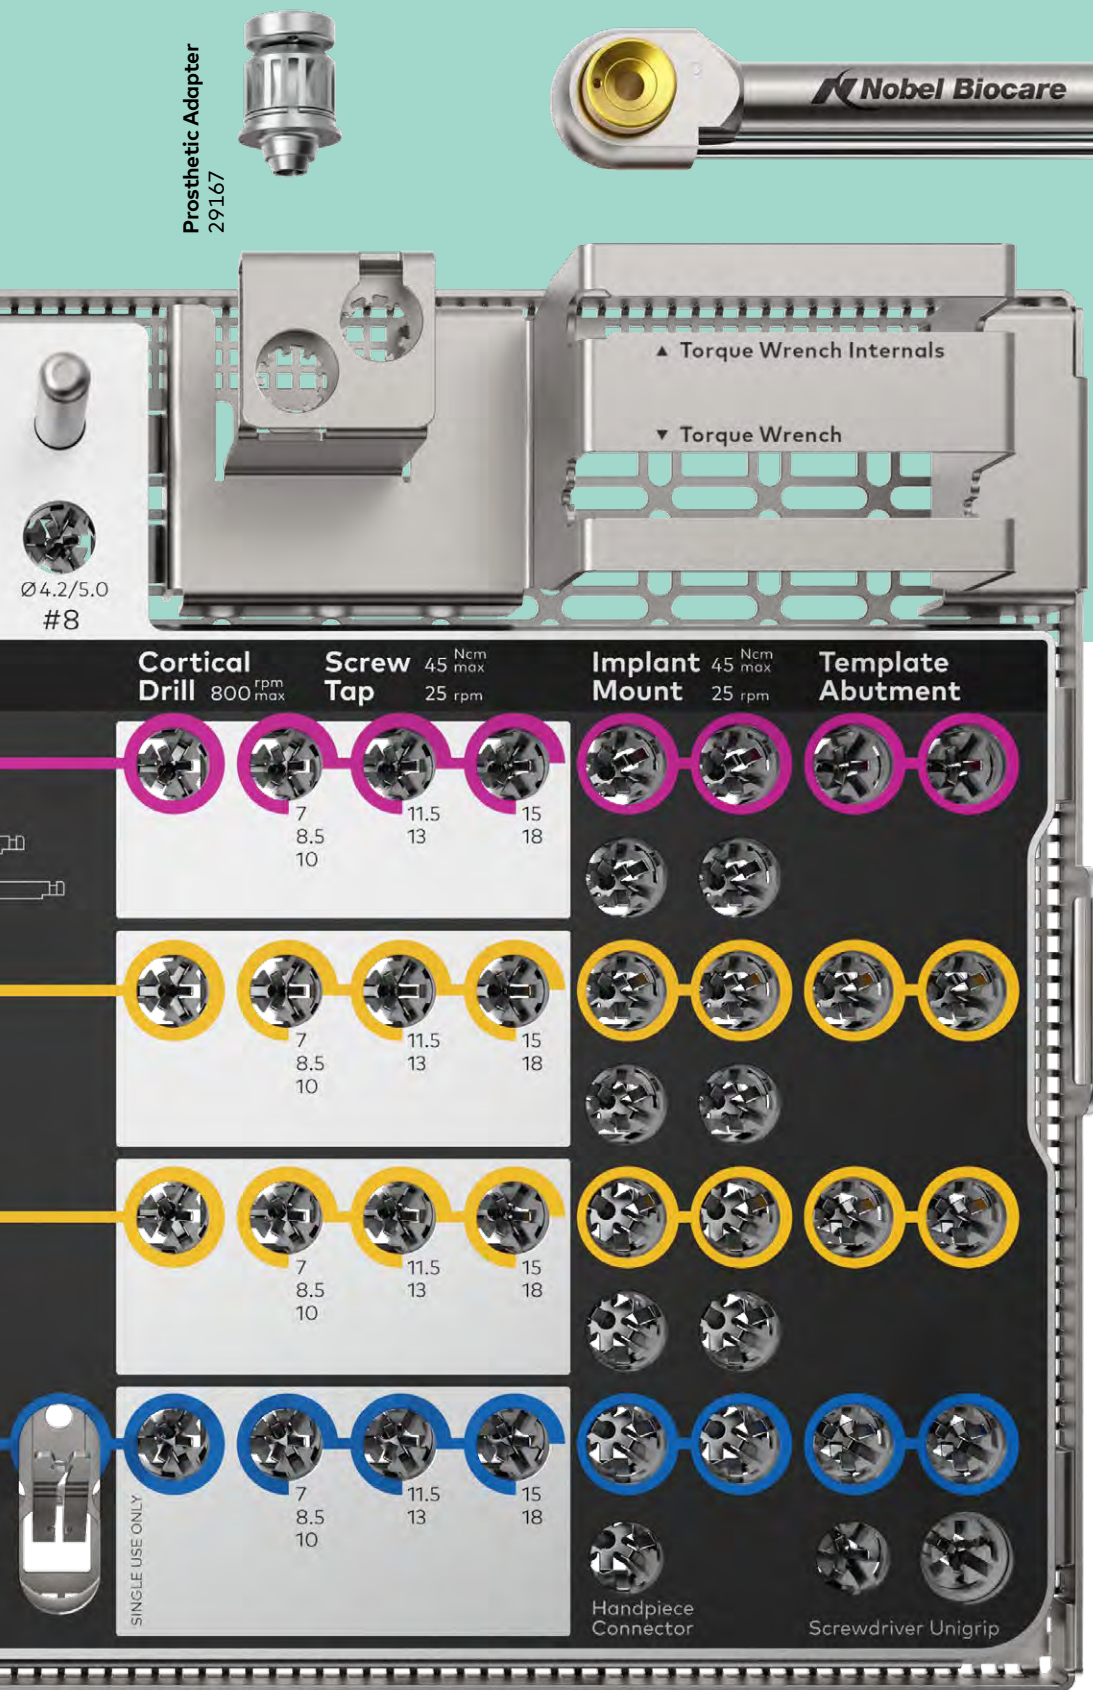 Prosthetic Adapter
29167
Nobel Biocare
▲ Torque Wrench Internals
▼ Torque Wrench
Ø4.2/5.0
#8
Cortical
Drill 800 rpm max
Screw
Tap
45 Ncm max
25 rpm
Implant
Mount
45 Ncm max
25 rpm
Template
Abutment
7
8.5
10
11.5
13
15
18
7
8.5
10
11.5
13
15
18
7
8.5
10
11.5
13
15
18
7
8.5
10
11.5
13
15
18
SINGLE USE ONLY
Handpiece
Connector
Screwdriver Unigrip